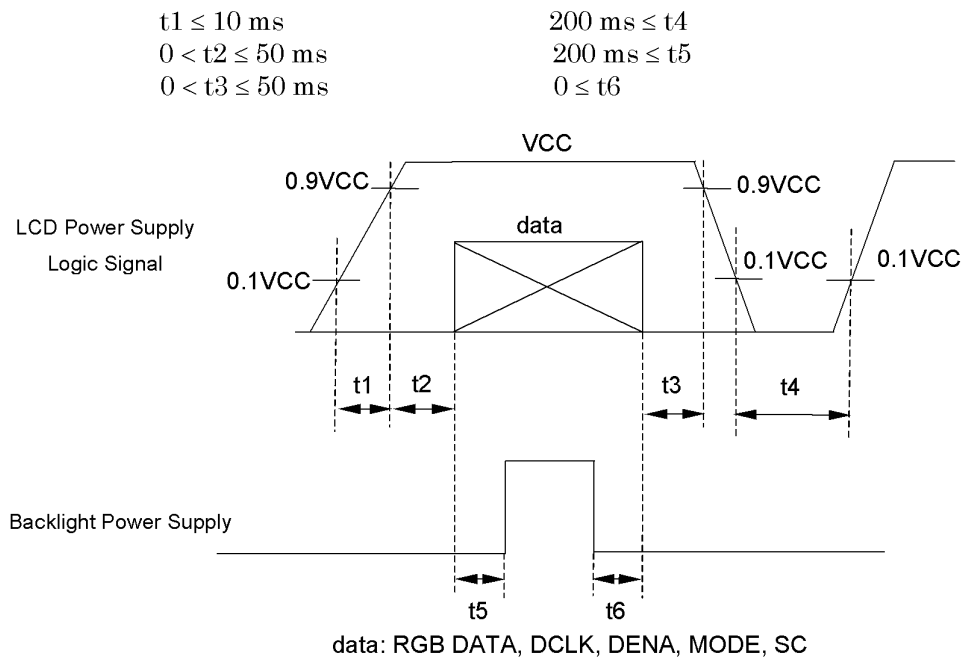 t1 ≤ 10 ms
200 ms ≤ t4
0 < t2 ≤ 50 ms
200 ms ≤ t5
0 < t3 ≤ 50 ms
0 ≤ t6
VCC
0.9VCC
0.9VCC
LCD Power Supply
Logic Signal
data
0.1VCC
0.1VCC
0.1VCC
t1
t2
t3
t4
Backlight Power Supply
t5
t6
data: RGB DATA, DCLK, DENA, MODE, SC